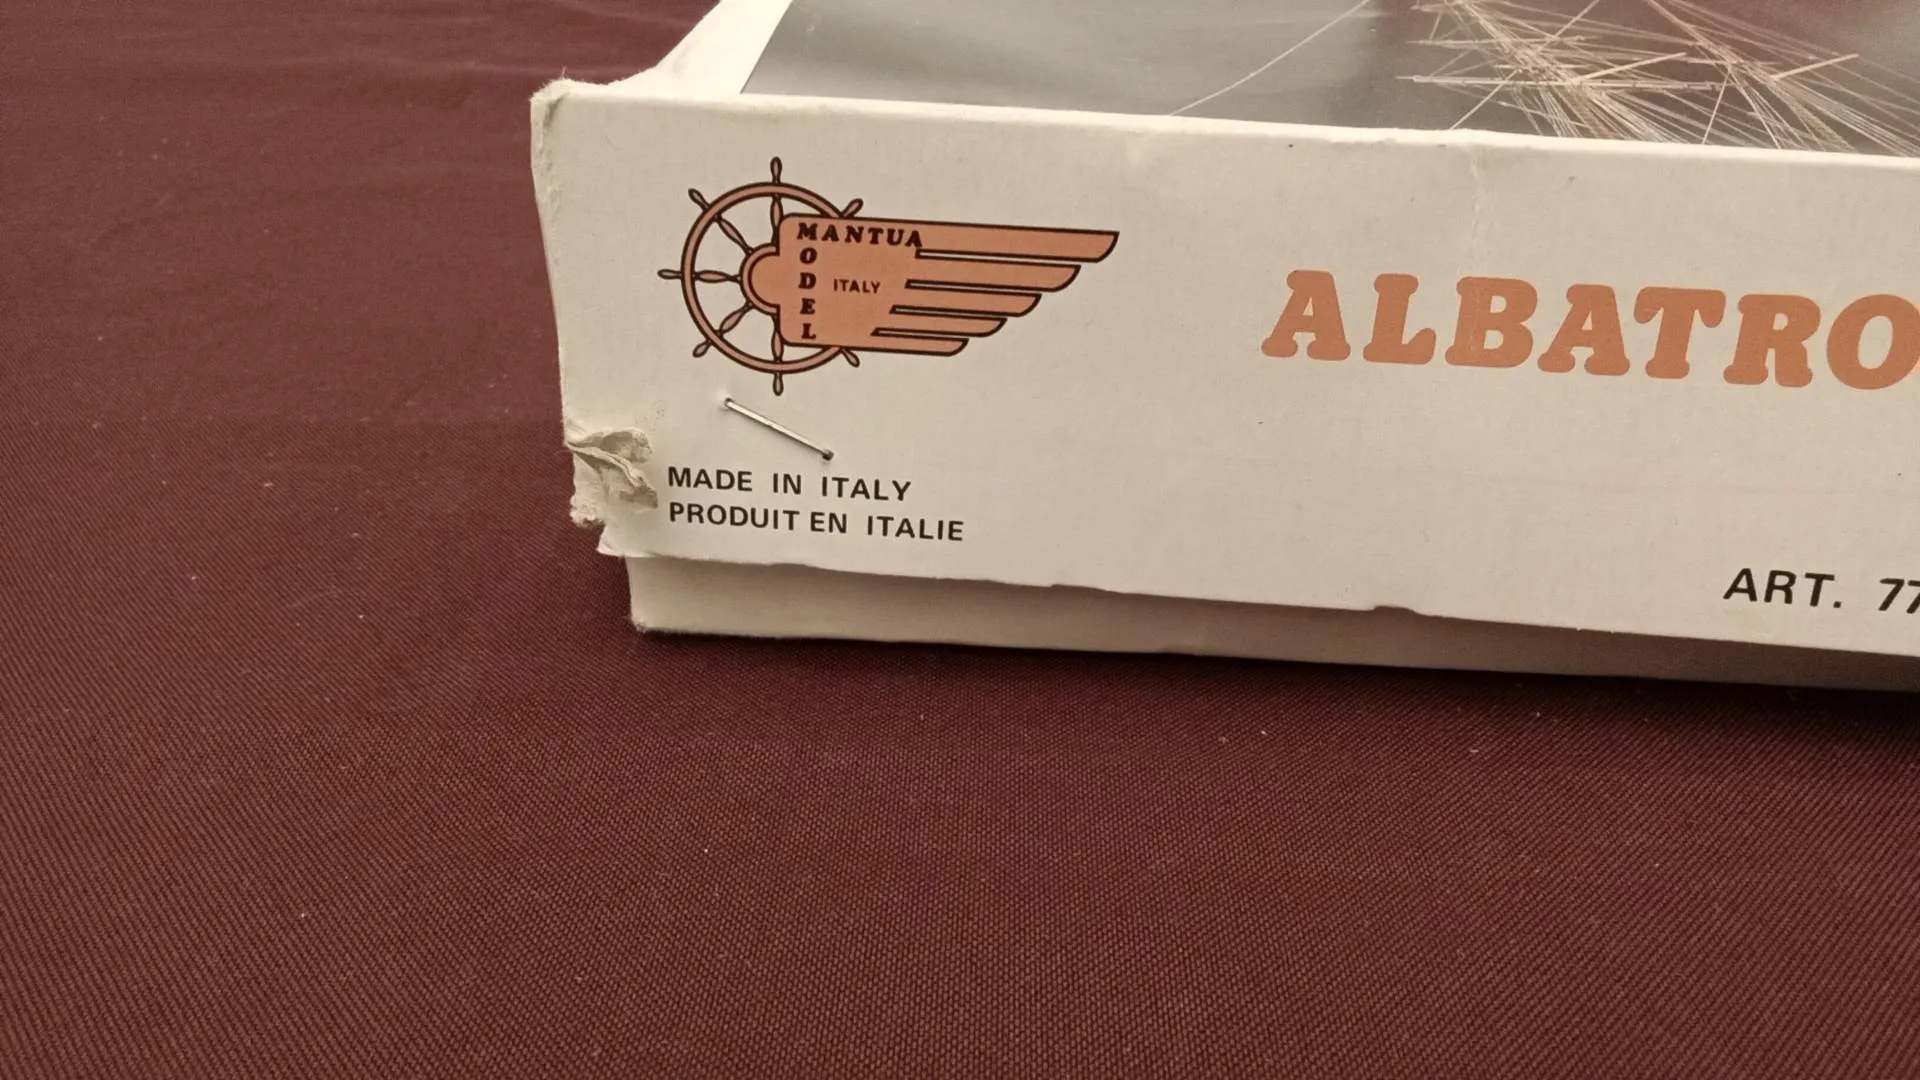 MANTUA
MODEL
ITALY
ALBATRO
MADE IN ITALY
PRODUIT EN ITALIE
ART. 77